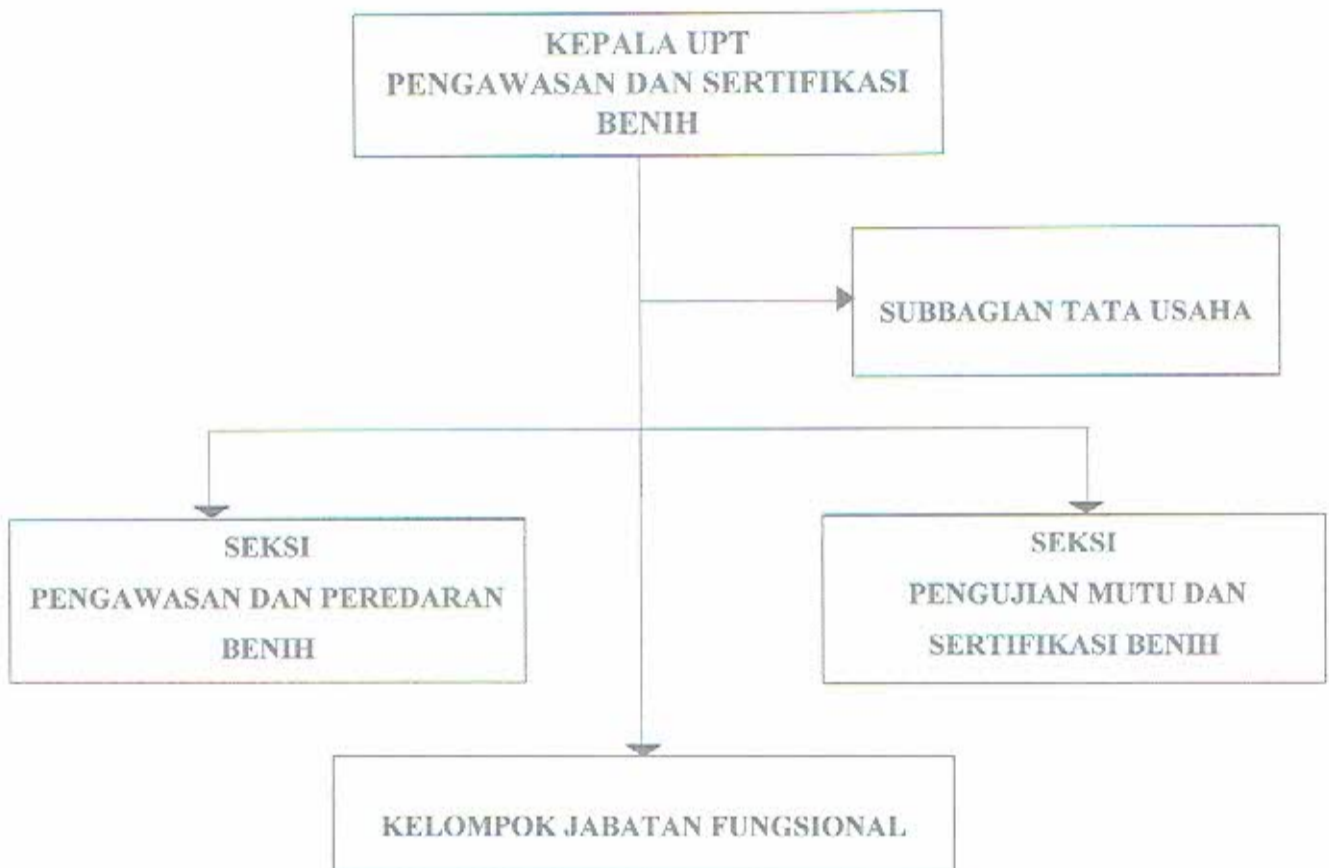 KEPALA UPT
PENGAWASAN DAN SERTIFIKASI
BENIH
SUBBAGIAN TATA USAHA
SEKSI
PENGAWASAN DAN PEREDARAN
BENIH
SEKSI
PENGUJIAN MUTU DAN
SERTIFIKASI BENIH
KELOMPOK JABATAN FUNGSIONAL